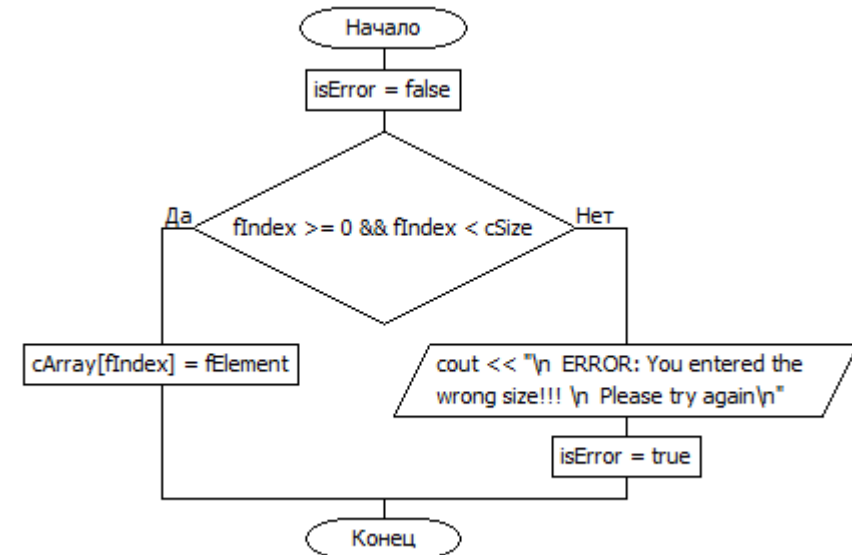 Начало
isError = false
Да
fIndex >= 0 && fIndex < cSize
Нет
cArray[fIndex] = fElement
cout << "\n  ERROR: You entered the
wrong size!!! \n  Please try again\n"
isError = true
Конец